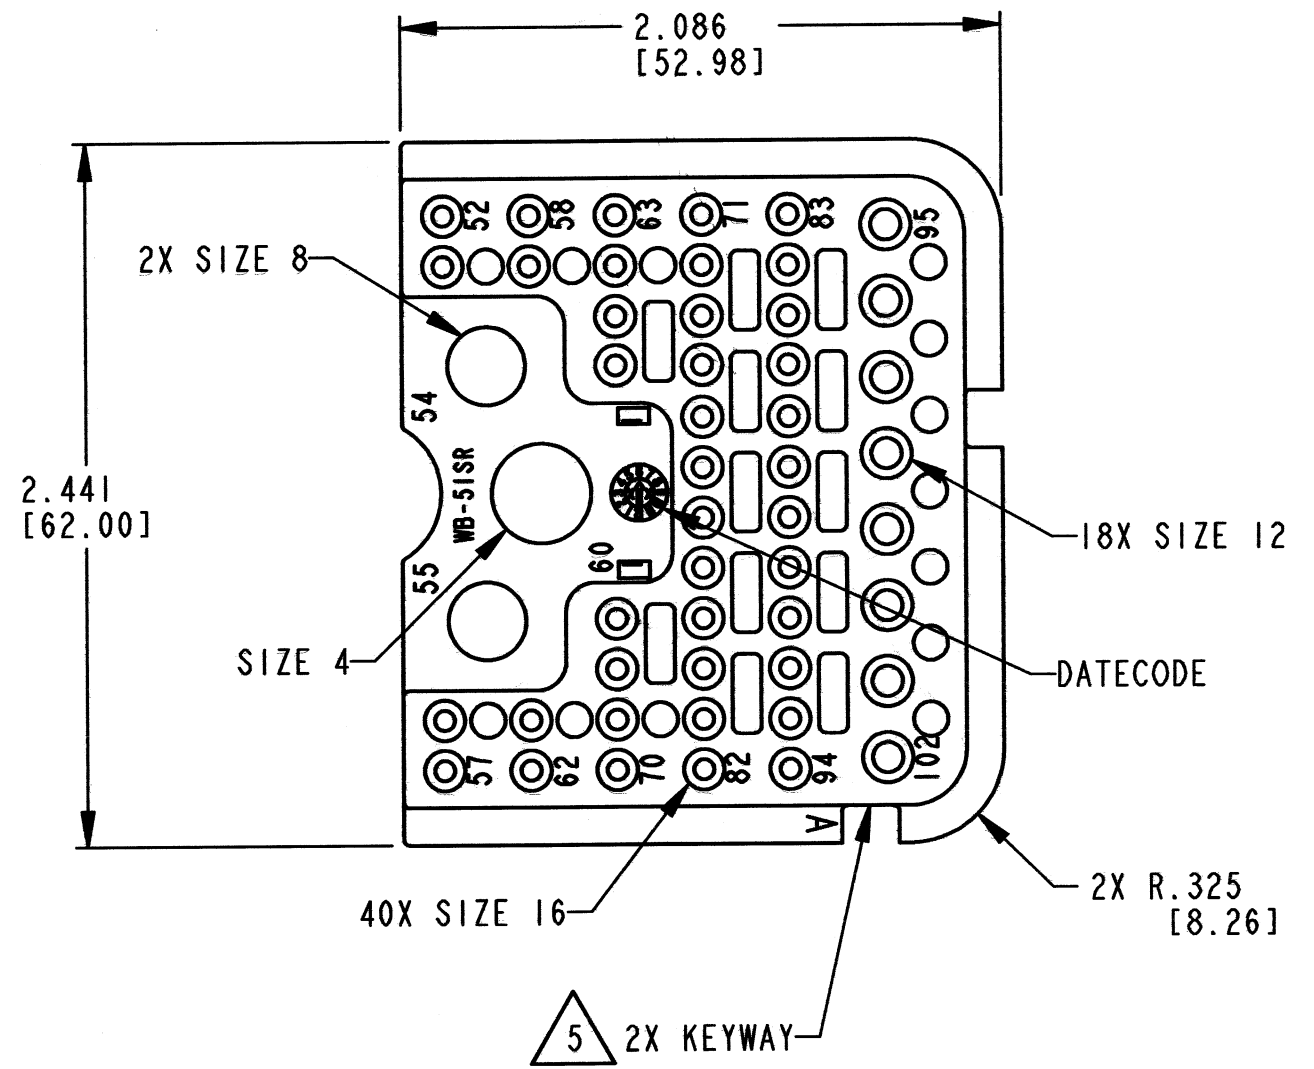 2.086
[52.98]
52
58
63
71
83
95
2X SIZE 8
54
WB-51SR
2.441
[62.00]
18X SIZE 12
60
55
SIZE 4
DATECODE
57
62
70
82
94
102
A
40X SIZE 16
2X R.325
[8.26]
5
2X KEYWAY